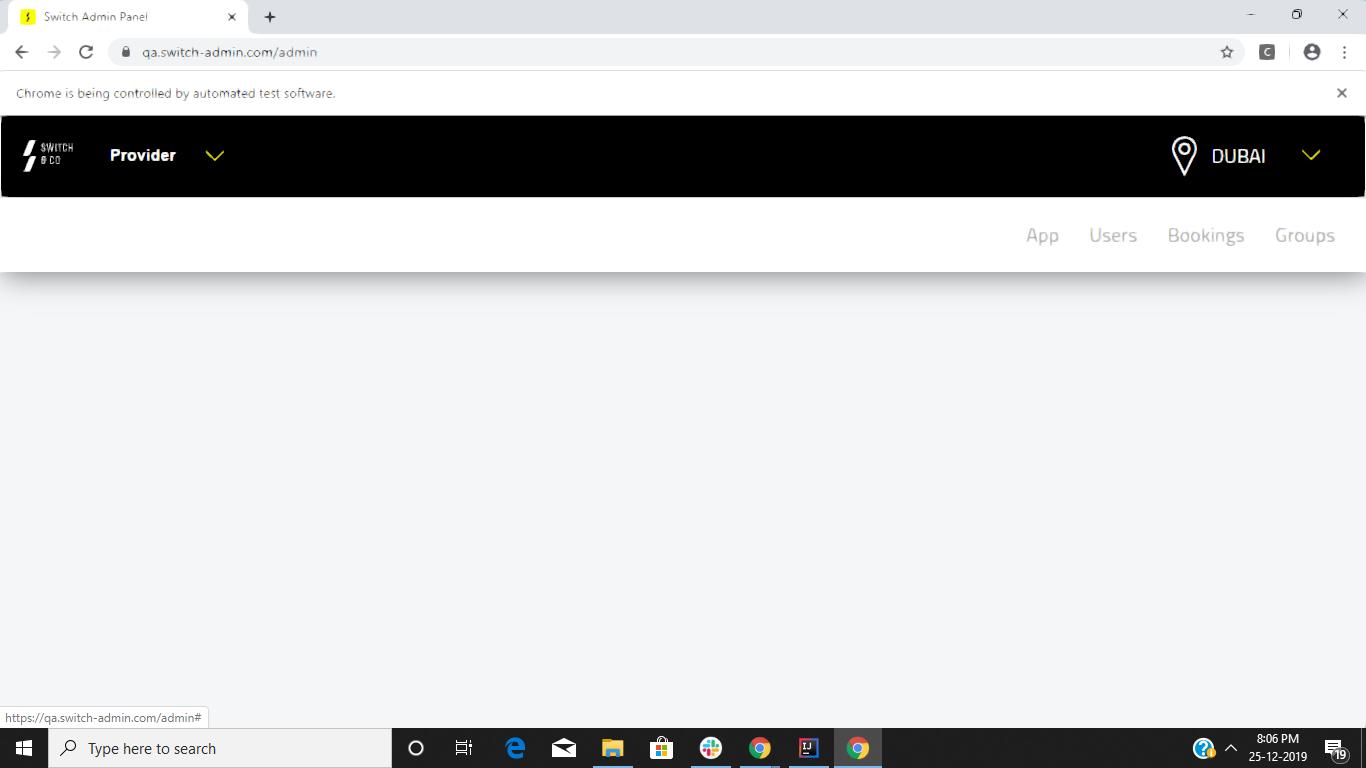 Switch Admin Panel
qa.switch-admin.com/admin
Chrome is being controlled by automated test software.
SWITCH
& CO
Provider
DUBAI
App Users Bookings Groups
https://qa.switch-admin.com/admin#
Type here to search
8:06 PM
25-12-2019
19